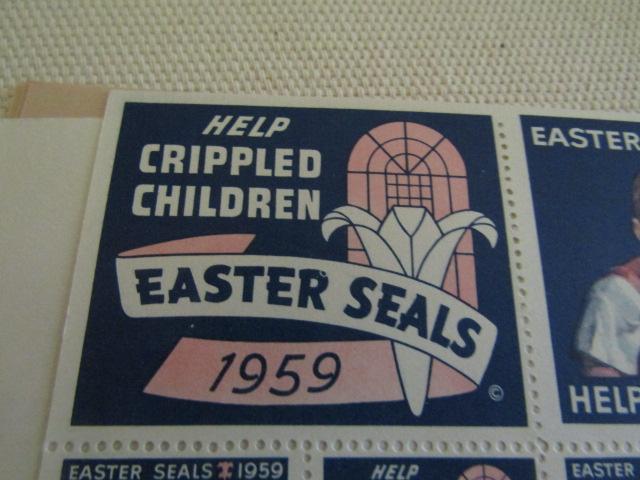 HELP
CRIPPLED
CHILDREN
EASTER SEALS
1959
©
EASTER
HELP
EASTER SEALS 1959
HELP
EASTER